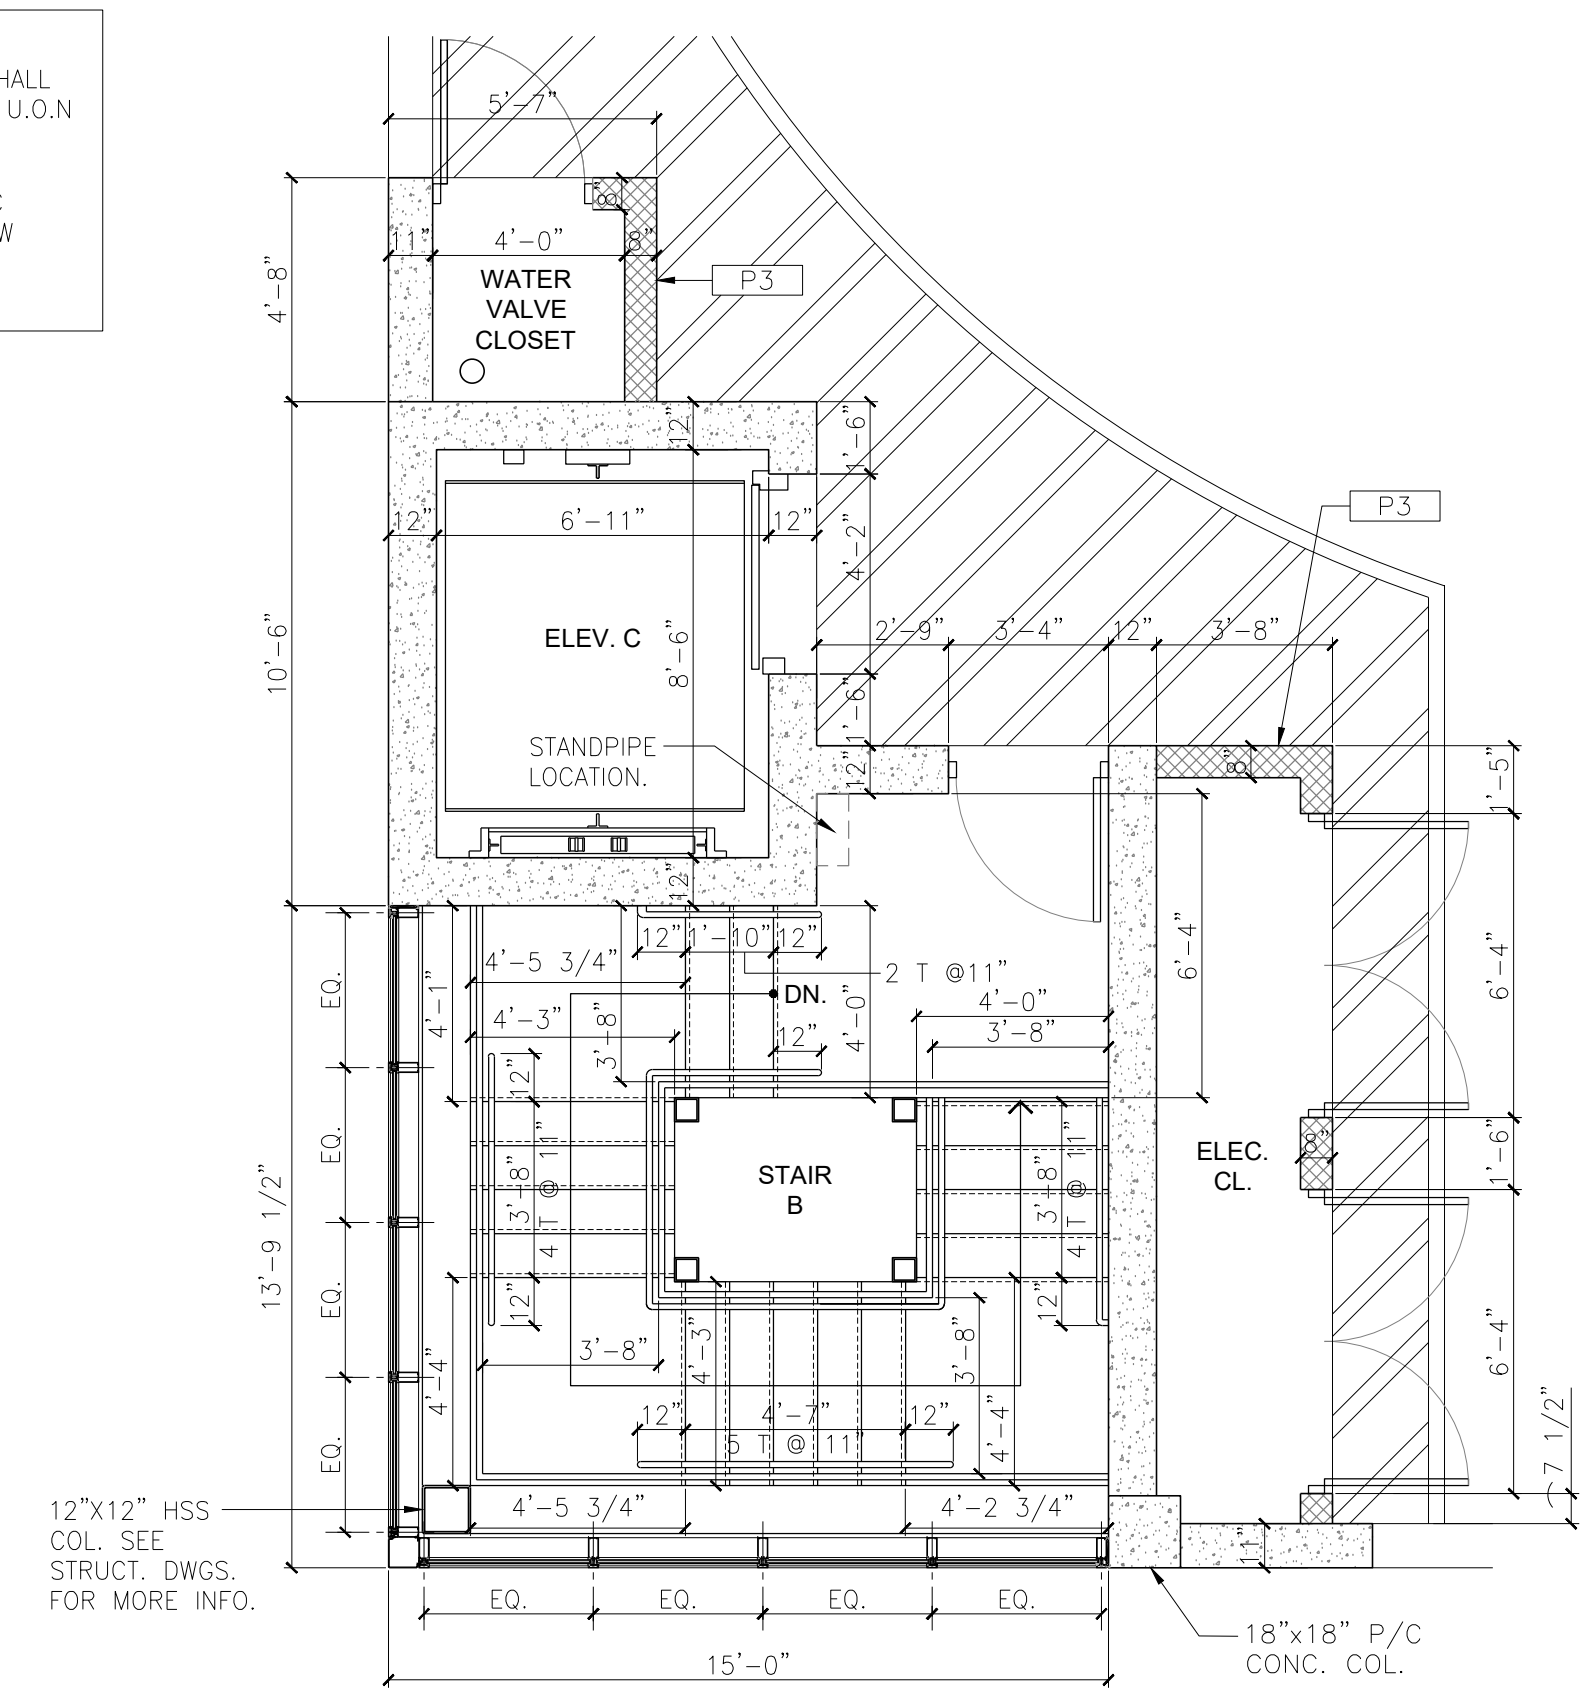 HALL
U.O.N
C
W
5'-7"
8"
11"
4'-0"
8"
WATER
VALVE
CLOSET
P3
4'-8"
12"
1'-6"
P3
12"
6'-11"
12"
4'-2"
ELEV. C
8'-6"
10'-6"
2'-9"
3'-4"
12"
3'-8"
1'-6"
STANDPIPE
LOCATION.
12"
8"
1'-5"
12"
12"
1'-10"
12"
4'-5 3/4"
2 T @11"
6'-4"
6'-4"
EQ.
4'-1"
DN.
4'-0"
4'-3"
3'-8"
4'-0"
3'-8"
12"
12"
EQ.
3'-8"
4 T @ 11"
STAIR
B
3'-8"
4 T @ 11"
ELEC.
CL.
8"
1'-6"
13'-9 1/2"
EQ.
12"
12"
3'-8"
4'-3"
3'-8"
6'-4"
4'-4"
12"
4'-7"
12"
5 T @ 11"
4'-4"
7 1/2"
EQ.
12"X12" HSS
COL. SEE
STRUCT. DWGS.
FOR MORE INFO.
4'-5 3/4"
4'-2 3/4"
11"
EQ.
EQ.
EQ.
EQ.
18"x18" P/C
CONC. COL.
15'-0"